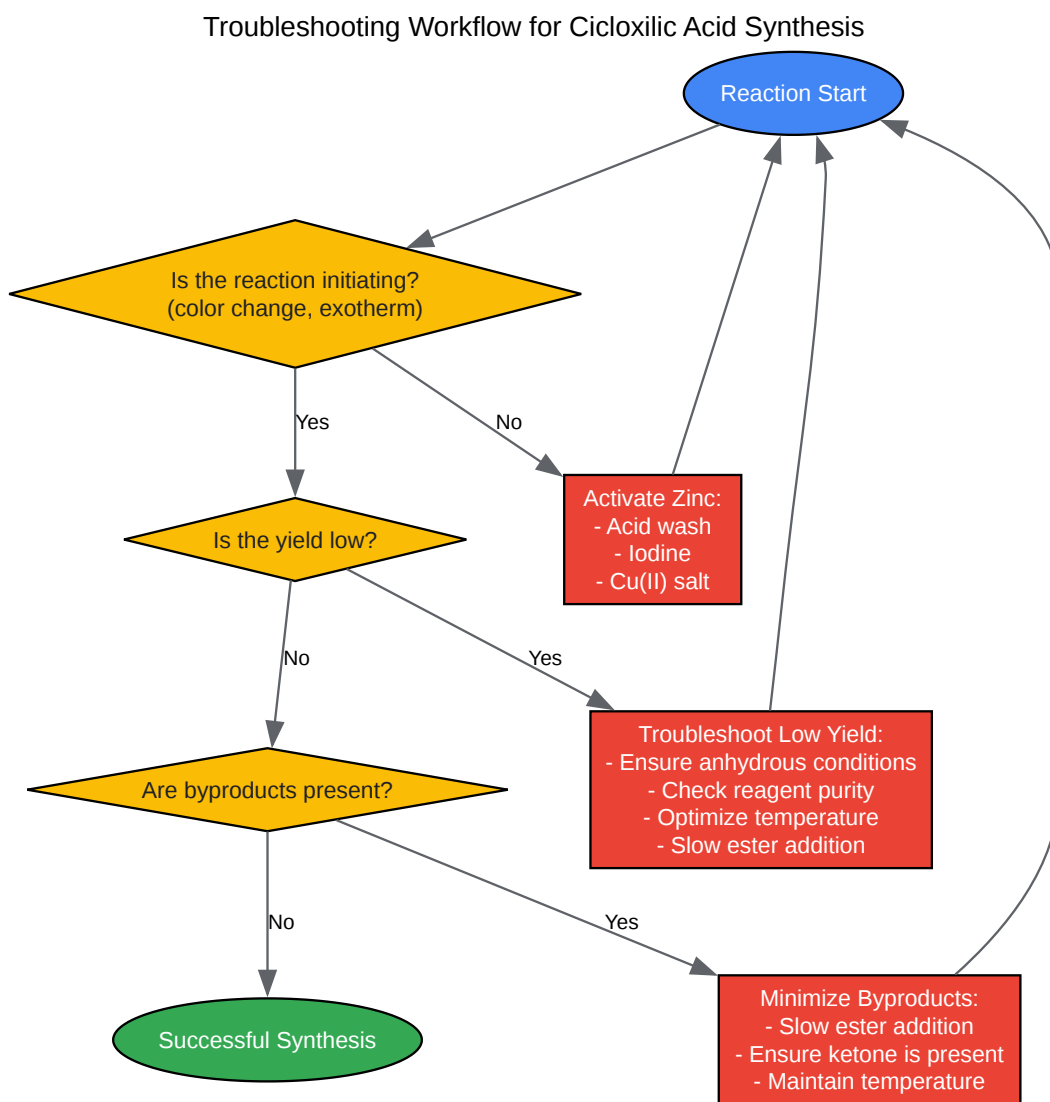 Troubleshooting Workflow for Cicloxilic Acid Synthesis
Reaction Start
Is the reaction initiating?
(color change, exotherm)
Yes
No
Activate Zinc:
- Acid wash
- Iodine
- Cu(II) salt
Is the yield low?
No
Yes
Troubleshoot Low Yield:
- Ensure anhydrous conditions
- Check reagent purity
- Optimize temperature
- Slow ester addition
Are byproducts present?
No
Yes
Successful Synthesis
Minimize Byproducts:
- Slow ester addition
- Ensure ketone is present
- Maintain temperature